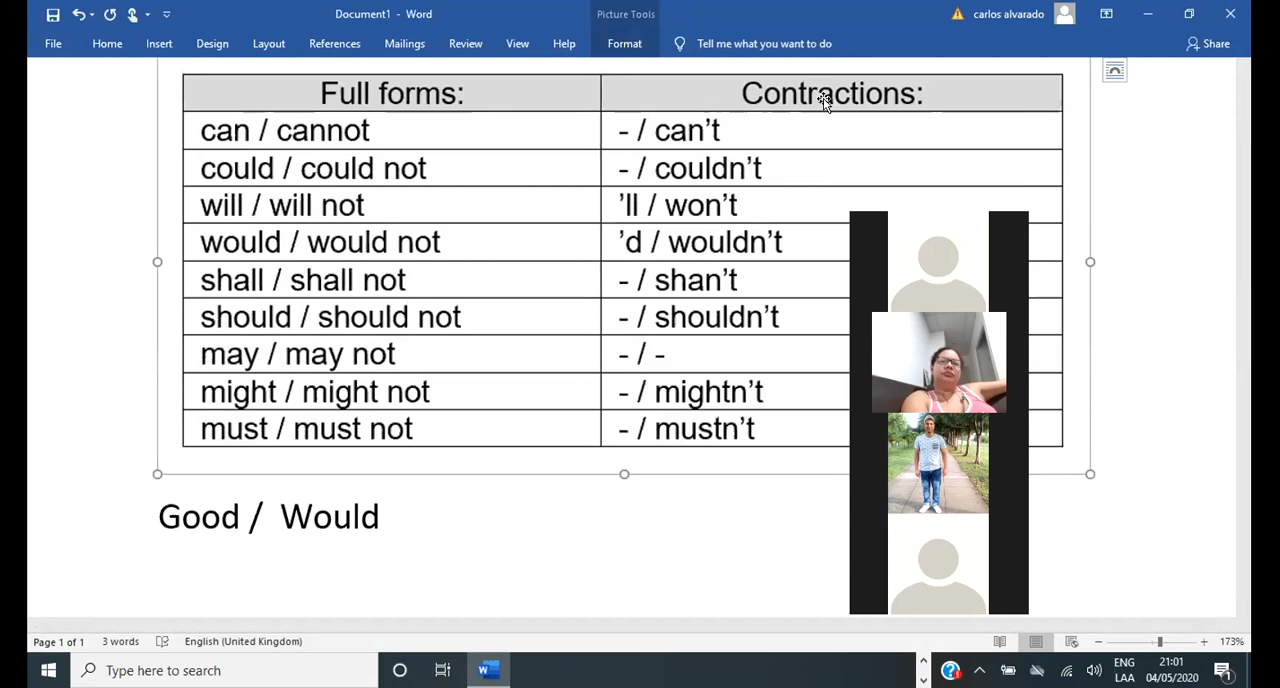 Document1 - Word
Picture Tools
carlos alvarado
File Home Insert Design Layout References Mailings Review View Help Format Tell me what you want to do Share
Full forms: Contractions:
can / cannot - / can’t
could / could not - / couldn’t
will / will not ’ll / won’t
would / would not ’d / wouldn’t
shall / shall not - / shan’t
should / should not - / shouldn’t
may / may not - / -
might / might not - / mightn’t
must / must not - / mustn’t
Good / Would
Page 1 of 1 3 words English (United Kingdom) 173%
Type here to search
ENG 21:01
LAA 04/05/2020